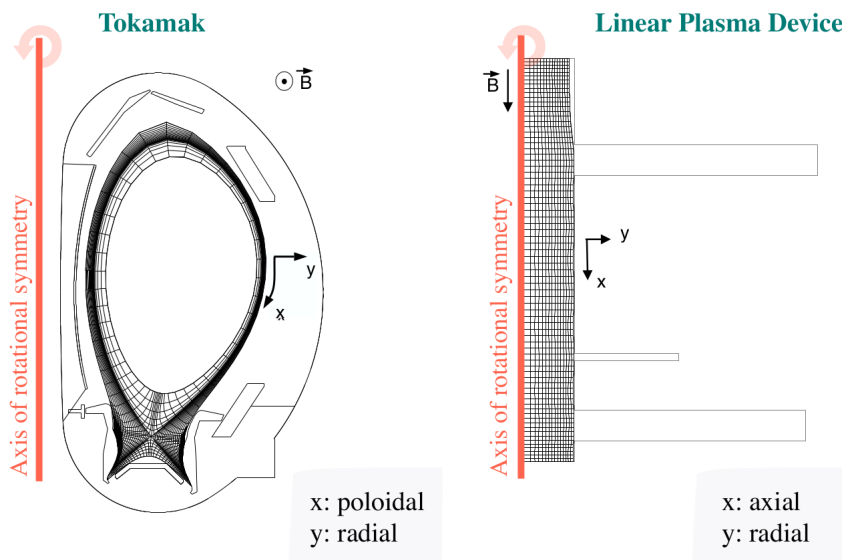 Tokamak
Axis of rotational symmetry
B
y
x
x: poloidal
y: radial
Linear Plasma Device
Axis of rotational symmetry
B
y
x
x: axial
y: radial